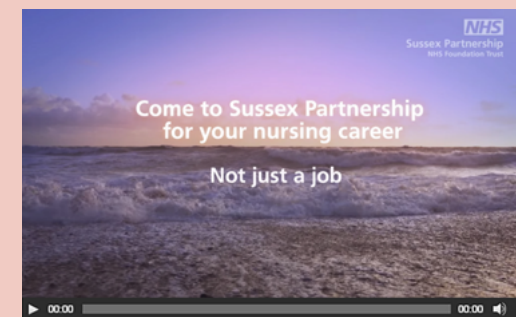 NHS
Sussex Partnership
NHS Foundation Trust
Come to Sussex Partnership
for your nursing career
Not just a job
00:00 00:00